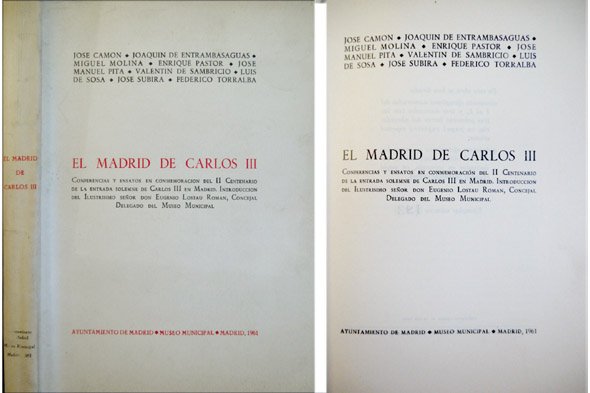 EL MADRID
DE
CARLOS III
JOSE CAMON ◆ JOAQUIN DE ENTRAMBASAGUAS ◆
MIGUEL MOLINA ◆ ENRIQUE PASTOR ◆ JOSE
MANUEL PITA ◆ VALENTIN DE SAMBRICIO ◆ LUIS
DE SOSA ◆ JOSE SUBIRA ◆ FEDERICO TORRALBA
EL MADRID DE CARLOS III
CONFERENCIAS Y ENSAYOS EN CONMEMORACIÓN DEL II CENTENARIO
DE LA ENTRADA SOLEMNE DE CARLOS III EN MADRID. INTRODUCCION
DEL ILUSTRISIMO SEÑOR DON EUGENIO LOSTAU ROMAN, CONCEJAL
DELEGADO DEL MUSEO MUNICIPAL
AYUNTAMIENTO DE MADRID ◆ MUSEO MUNICIPAL ◆ MADRID, 1961
JOSE CAMON ◆ JOAQUIN DE ENTRAMBASAGUAS ◆
MIGUEL MOLINA ◆ ENRIQUE PASTOR ◆ JOSE
MANUEL PITA ◆ VALENTIN DE SAMBRICIO ◆ LUIS
DE SOSA ◆ JOSE SUBIRA ◆ FEDERICO TORRALBA
EL MADRID DE CARLOS III
CONFERENCIAS Y ENSAYOS EN CONMEMORACIÓN DEL II CENTENARIO
DE LA ENTRADA SOLEMNE DE CARLOS III EN MADRID. INTRODUCCION
DEL ILUSTRISIMO SEÑOR DON EUGENIO LOSTAU ROMAN, CONCEJAL
DELEGADO DEL MUSEO MUNICIPAL
AYUNTAMIENTO DE MADRID ◆ MUSEO MUNICIPAL ◆ MADRID, 1961